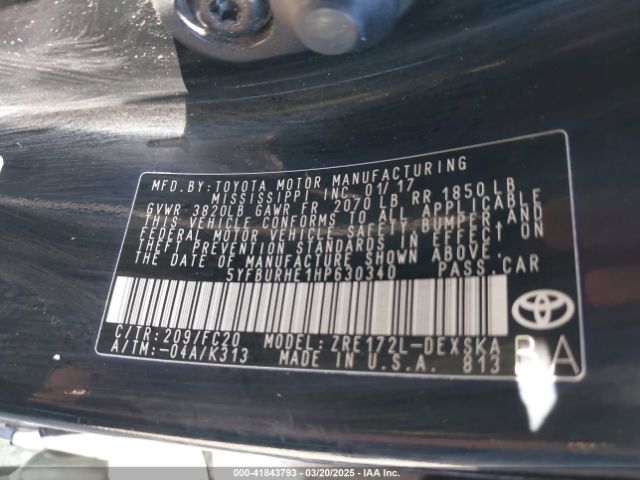 MFD.BY:TOYOTA MOTOR MANUFACTURING
MISSISSIPPI INC. 01/17
GVWR 3820LB GAWR FR 2070 LB RR 1850LB
THIS VEHICLE CONFORMS TO ALL APPLICABLE
FEDERAL MOTOR VEHICLE SAFETY, BUMPER, AND
THEFT PREVENTION STANDARDS IN EFFECT ON
THE DATE OF MANUFACTURE SHOWN ABOVE.
5YFBURHE1HP630340 PASS.CAR
C/TR:209/FC20 MODEL:ZRE172L-DEXSKA
A/TM:-04A/K313 MADE IN U.S.A. 813
BA
000-41843793 — 03/20/2025 — IAA Inc.